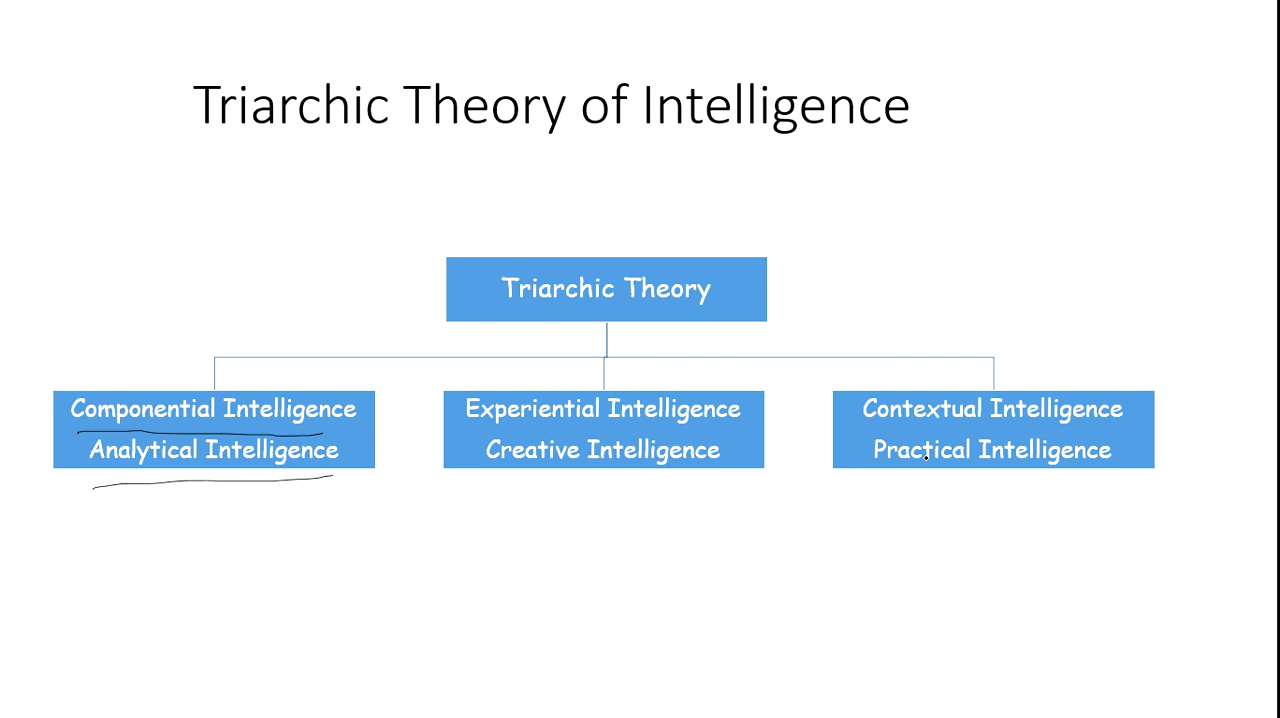 Triarchic Theory of Intelligence
Triarchic Theory
Componential Intelligence
Analytical Intelligence
Experiential Intelligence
Creative Intelligence
Contextual Intelligence
Practical Intelligence